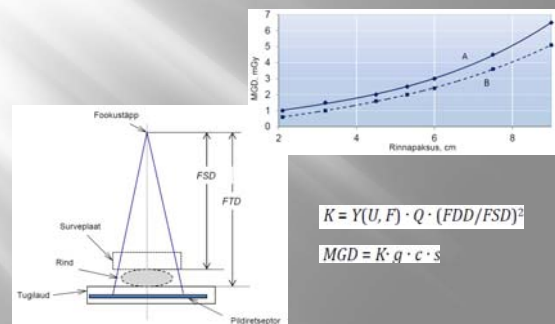 MGD, mGy
7
6
5
4
3
2
1
0
A
B
2
4
6
8
Rinnapaksus, cm
Fookustäpp
FSD
FTD
Surveplaat
Rind
Tugilaud
Pildiretseptor
K = Y(U, F) · Q · (FDD/FSD)²
MGD = K · g · c · s